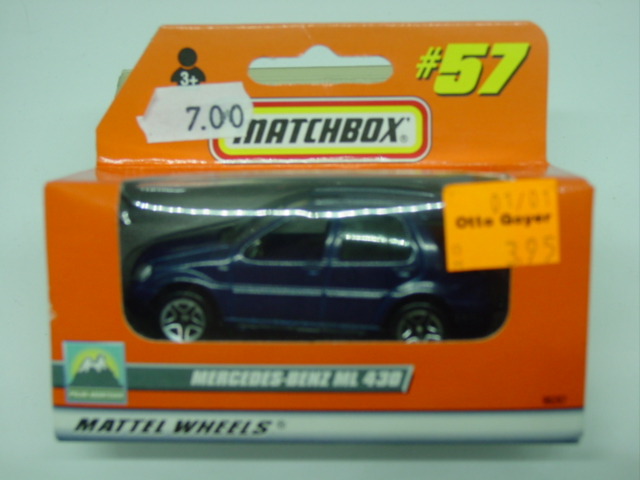 #57
3+
7.00
MATCHBOX®
01/01
Otto Geyer
3.95
MERCEDES-BENZ ML 430
MATTEL WHEELS®